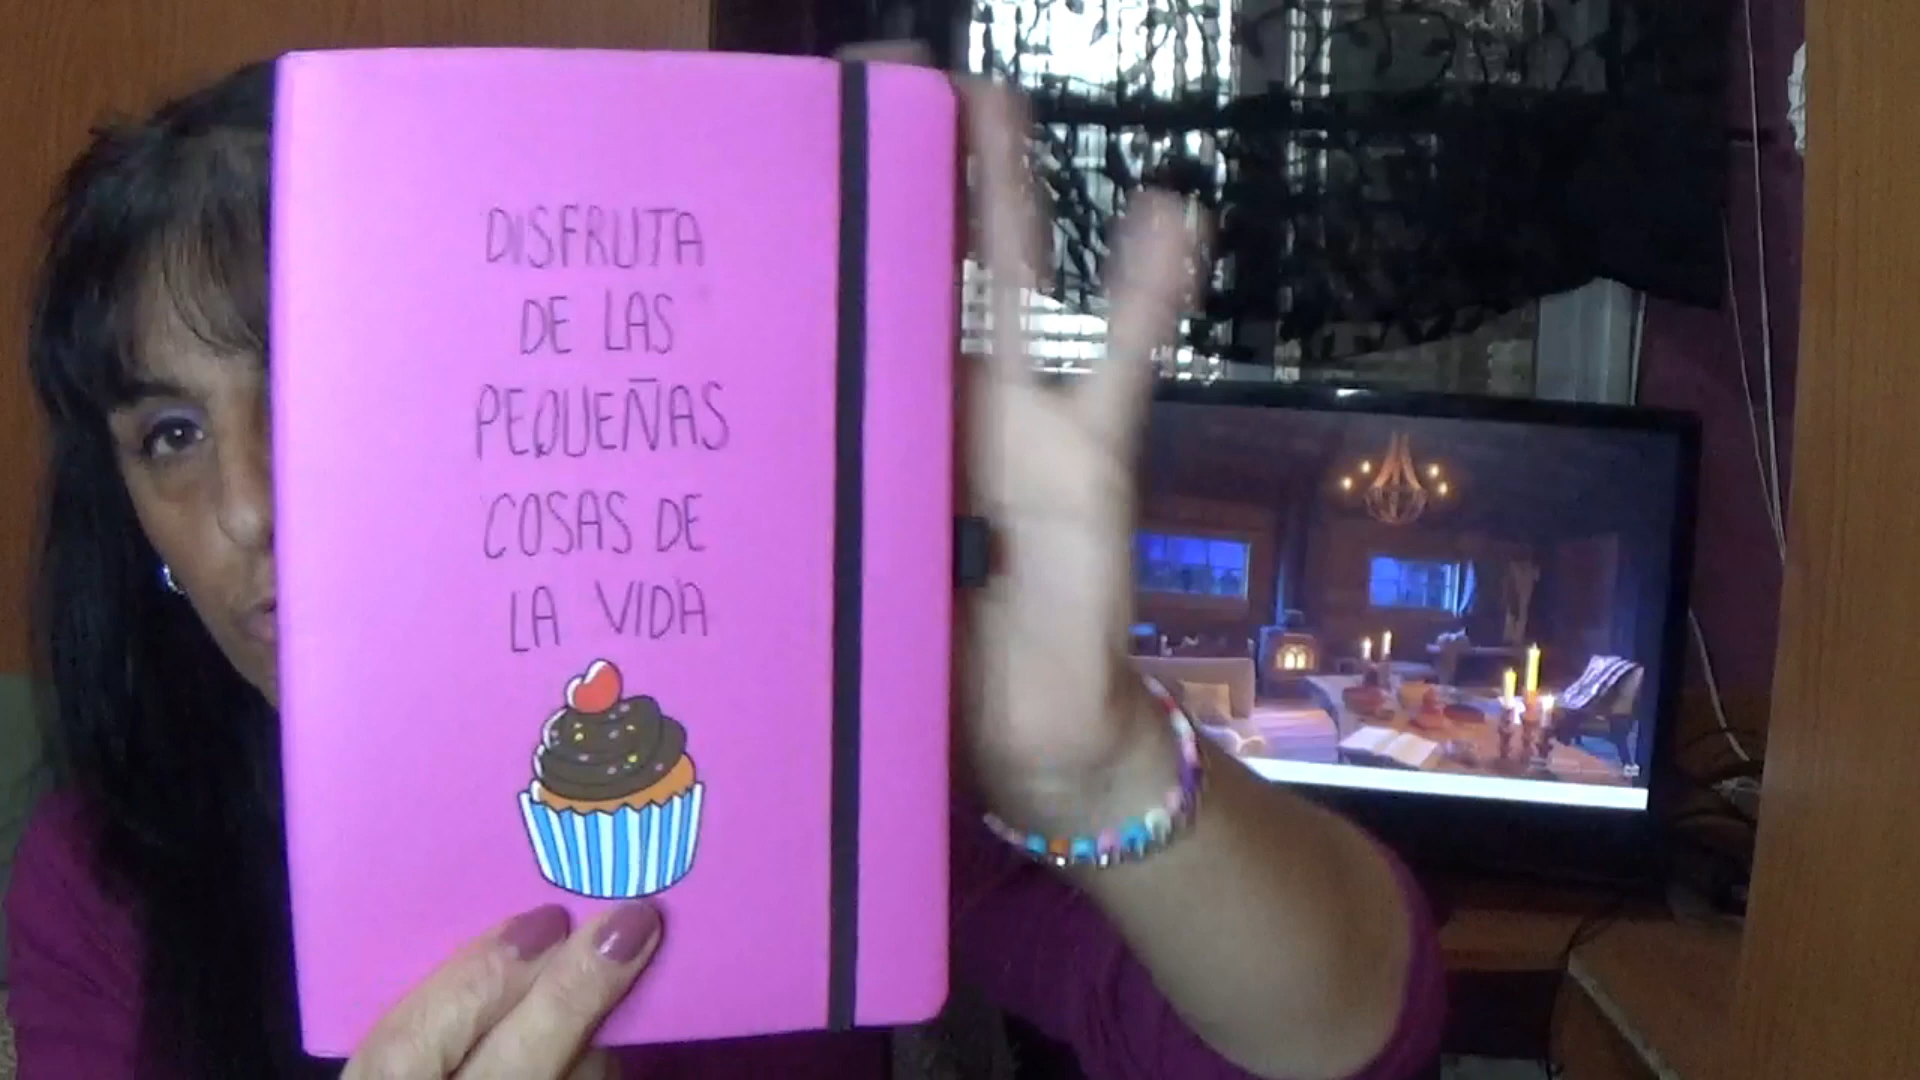 DISFRUTA
DE LAS
PEQUEÑAS
COSAS DE
LA VIDA